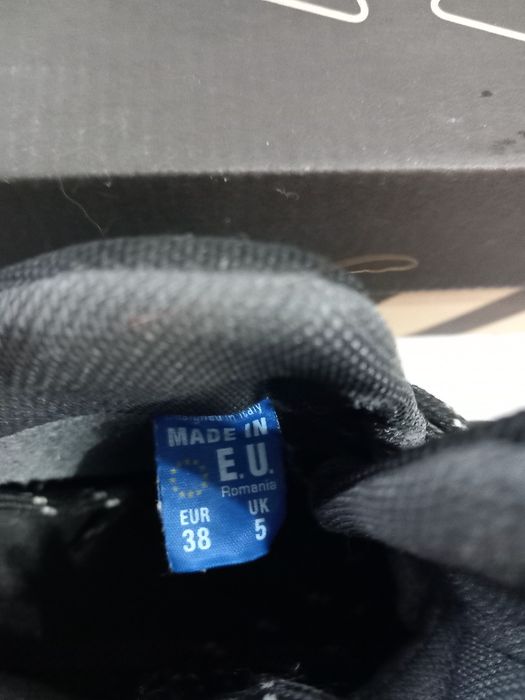 Designed in Italy
MADE IN
E.U.
Romania
EUR UK
38 5